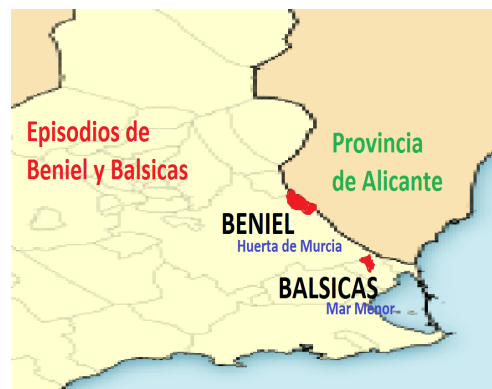 Episodios de
Beniel y Balsicas
Provincia
de Alicante
BENIEL
Huerta de Murcia
BALSICAS
Mar Menor